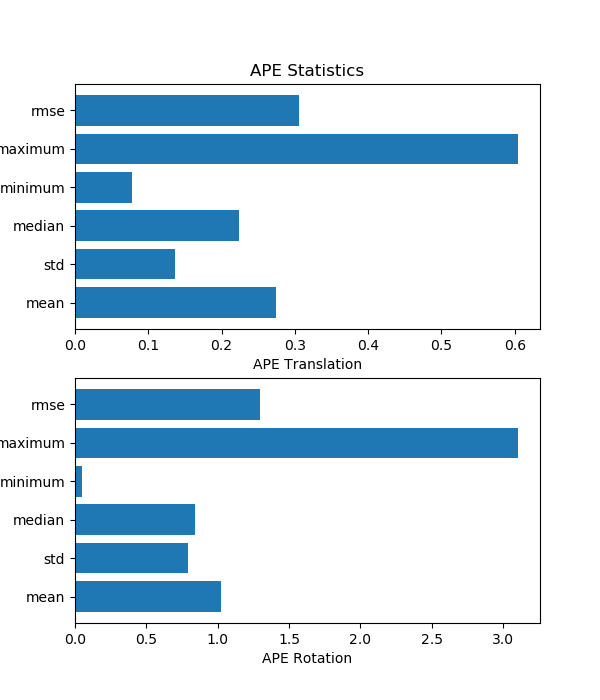 APE Statistics
rmse
maximum
minimum
median
std
mean
0.0 0.1 0.2 0.3 0.4 0.5 0.6
APE Translation
rmse
maximum
minimum
median
std
mean
0.0 0.5 1.0 1.5 2.0 2.5 3.0
APE Rotation